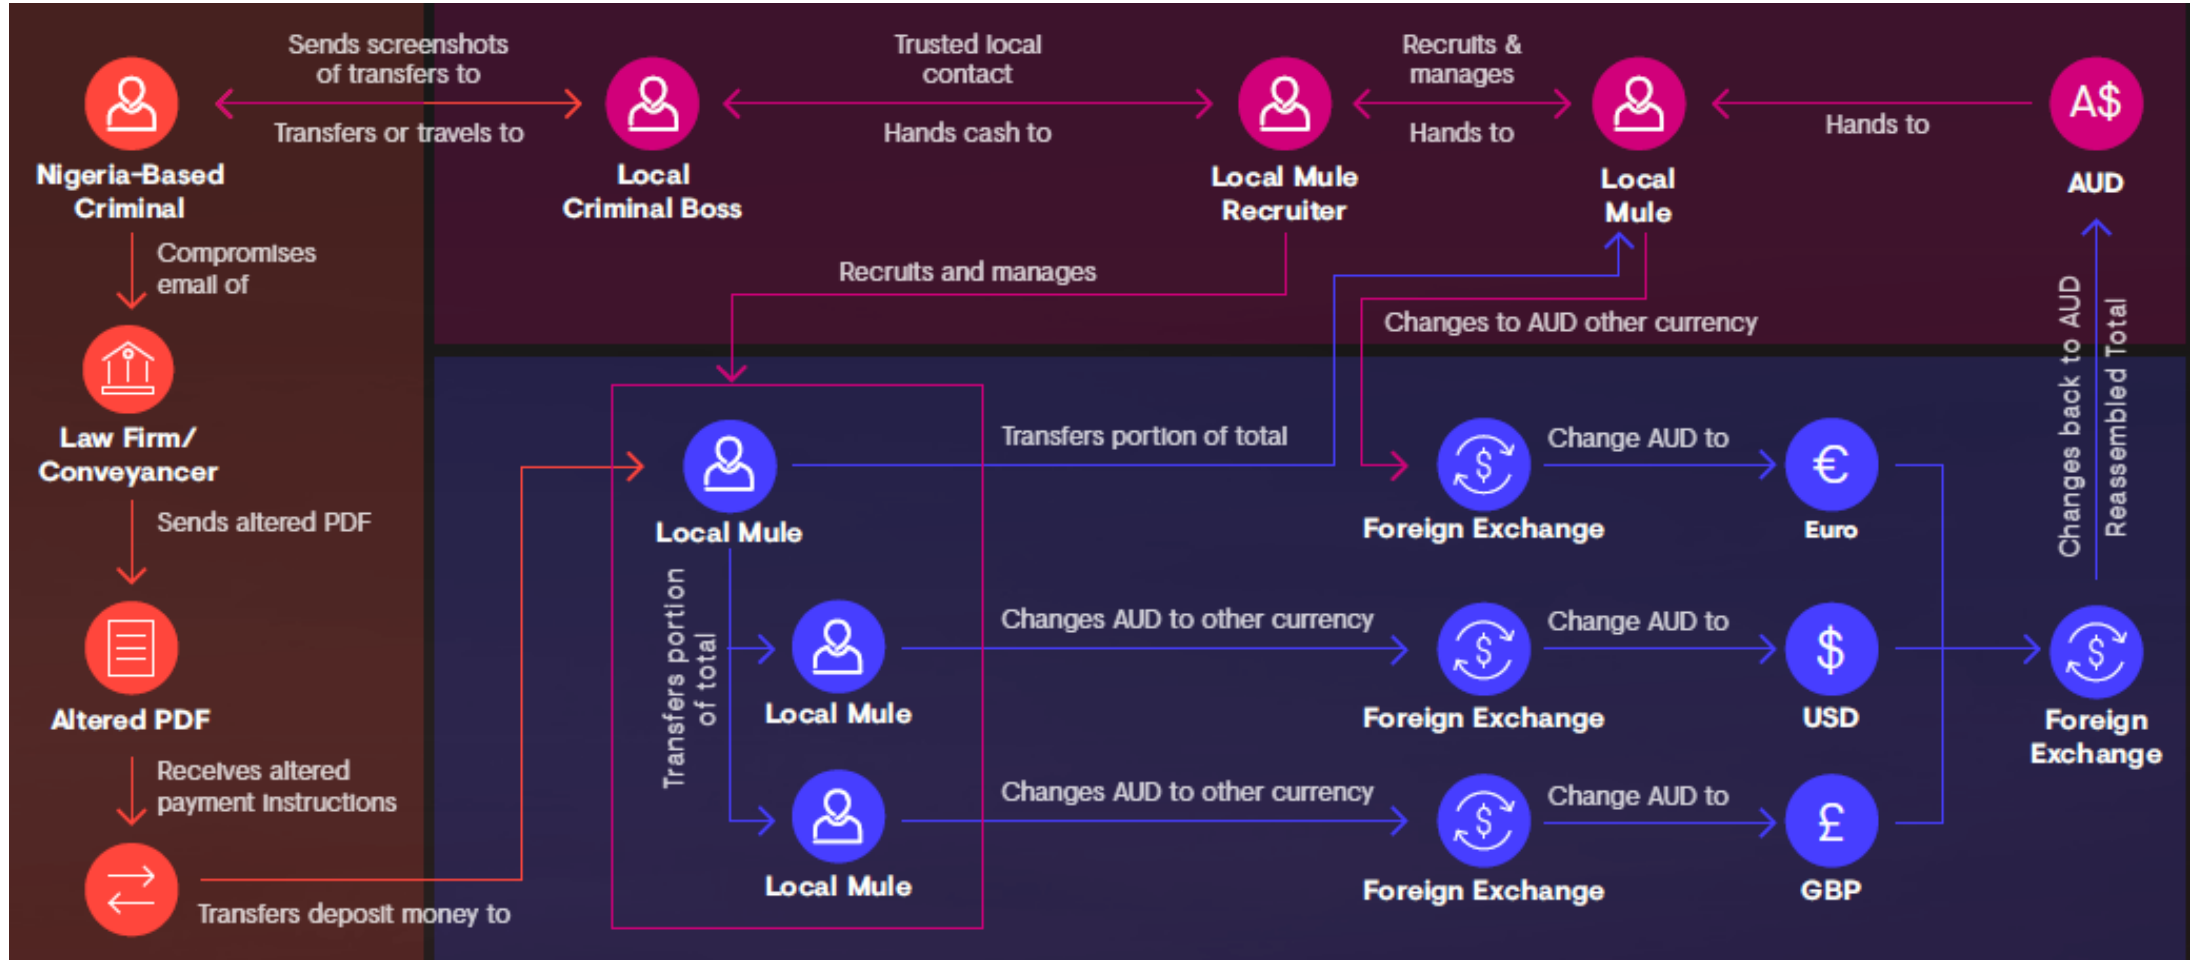 Sends screenshots
of transfers to
Transfers or travels to
Nigeria-Based
Criminal
Trusted local
contact
Hands cash to
Local
Criminal Boss
Recruits &
manages
Hands to
Local Mule
Recruiter
Local
Mule
Hands to
A$
AUD
Compromises
email of
Recruits and manages
Changes to AUD other currency
Changes back to AUD
Reassembled Total
Law Firm/
Conveyancer
Sends altered PDF
Altered PDF
Receives altered
payment instructions
Transfers deposit money to
Local Mule
Transfers portion of total
Transfers portion
of total
$
Foreign Exchange
Change AUD to
€
Euro
Local Mule
Changes AUD to other currency
$
Foreign Exchange
Change AUD to
$
USD
$
Foreign
Exchange
Local Mule
Changes AUD to other currency
$
Foreign Exchange
Change AUD to
£
GBP